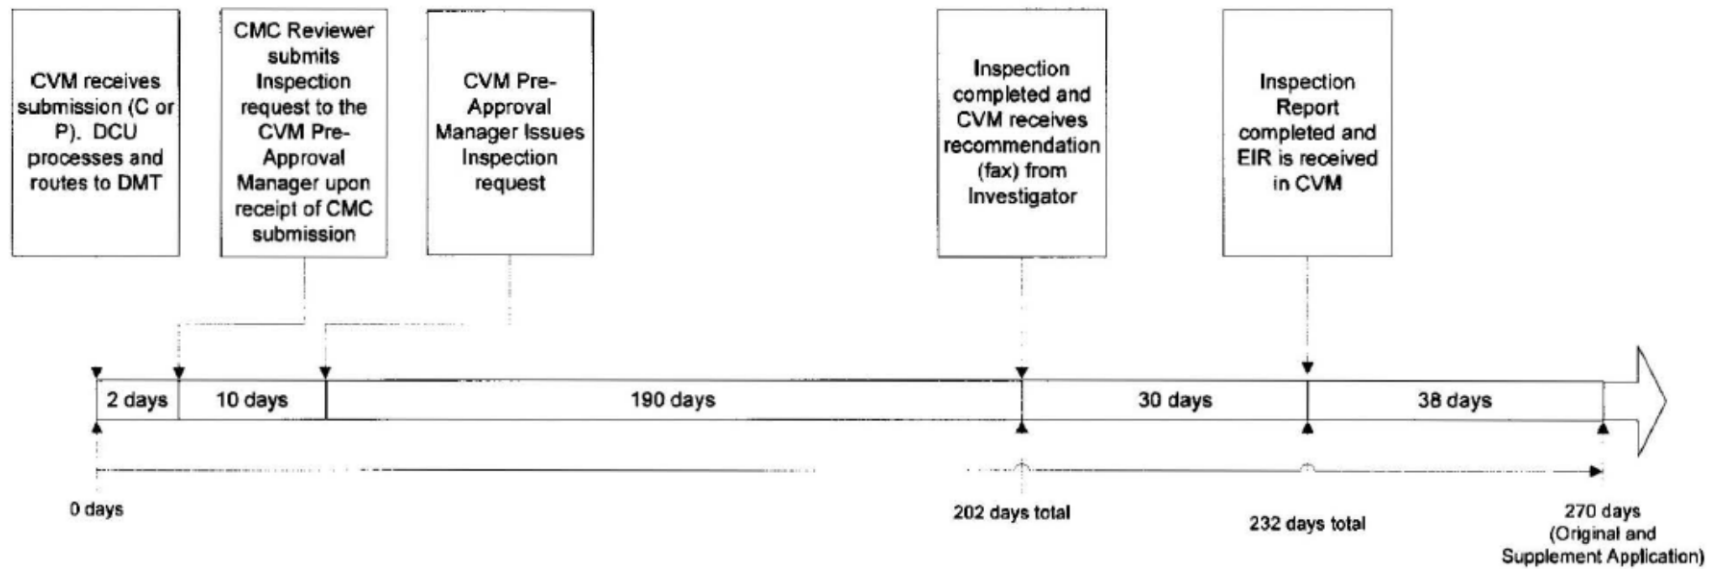 CVM receives
submission (C or
P). DCU
processes and
routes to DMT
CMC Reviewer
submits
Inspection
request to the
CVM Pre-
Approval
Manager upon
receipt of CMC
submission
CVM Pre-
Approval
Manager Issues
Inspection
request
Inspection
completed and
CVM receives
recommendation
(fax) from
Investigator
Inspection
Report
completed and
EIR is received
in CVM
2 days
10 days
190 days
30 days
38 days
0 days
202 days total
232 days total
270 days
(Original and
Supplement Application)